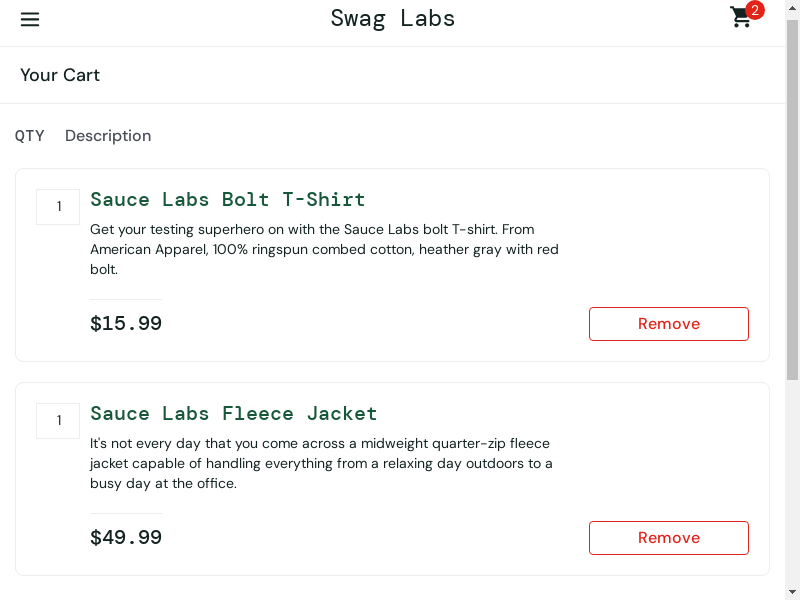 Swag Labs
2
Your Cart
QTY Description
1
Sauce Labs Bolt T-Shirt
Get your testing superhero on with the Sauce Labs bolt T-shirt. From
American Apparel, 100% ringspun combed cotton, heather gray with red
bolt.
$15.99
Remove
1
Sauce Labs Fleece Jacket
It's not every day that you come across a midweight quarter-zip fleece
jacket capable of handling everything from a relaxing day outdoors to a
busy day at the office.
$49.99
Remove